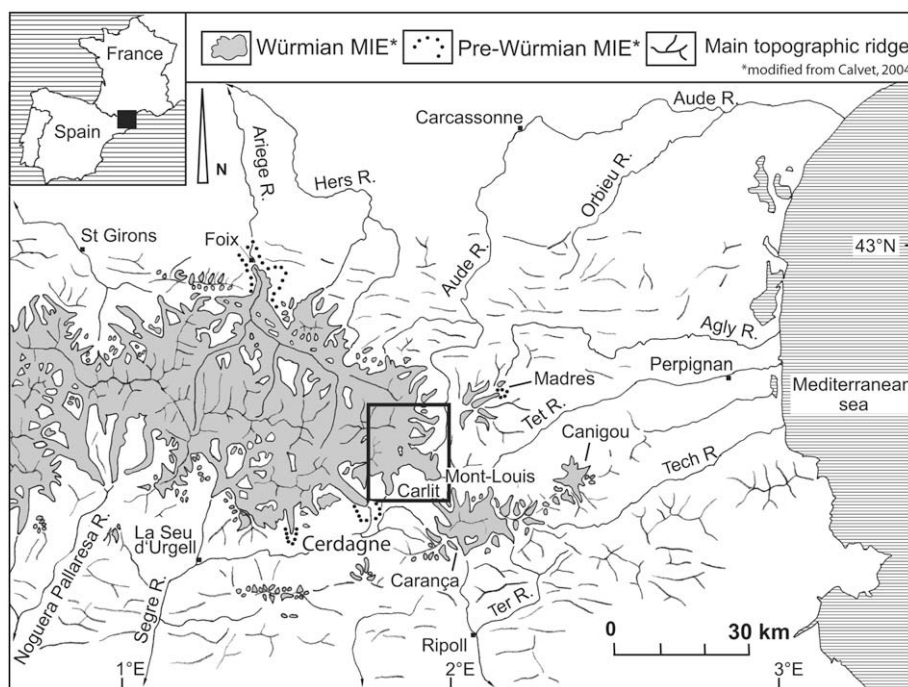 France
Spain
Würmian MIE*
Pre-Würmian MIE*
Main topographic ridge
*modified from Calvet, 2004
N
Ariege R.
Hers R.
Carcassonne
Aude R.
Orbieu R.
St Girons
Foix
Aude R.
43°N
Agly R.
Madres
Perpignan
Tet R.
Mediterranean
sea
Canigou
Tech R.
Mont-Louis
Carlit
La Seu
d'Urgell
Cerdagne
Carança
Noguera Pallaresa R.
Segre R.
Ter R.
Ripoll
0 30 km
1°E
2°E
3°E